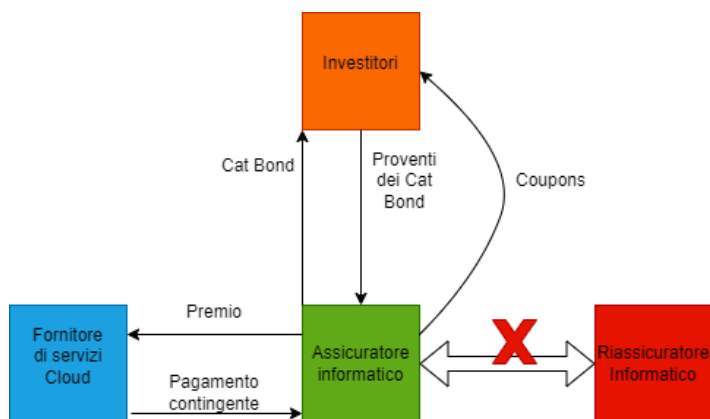 Investitori
Cat Bond
Proventi
dei Cat
Bond
Coupons
Premio
Fornitore
di servizi
Cloud
Pagamento
contingente
Assicuratore
informatico
X
Riassicuratore
Informatico